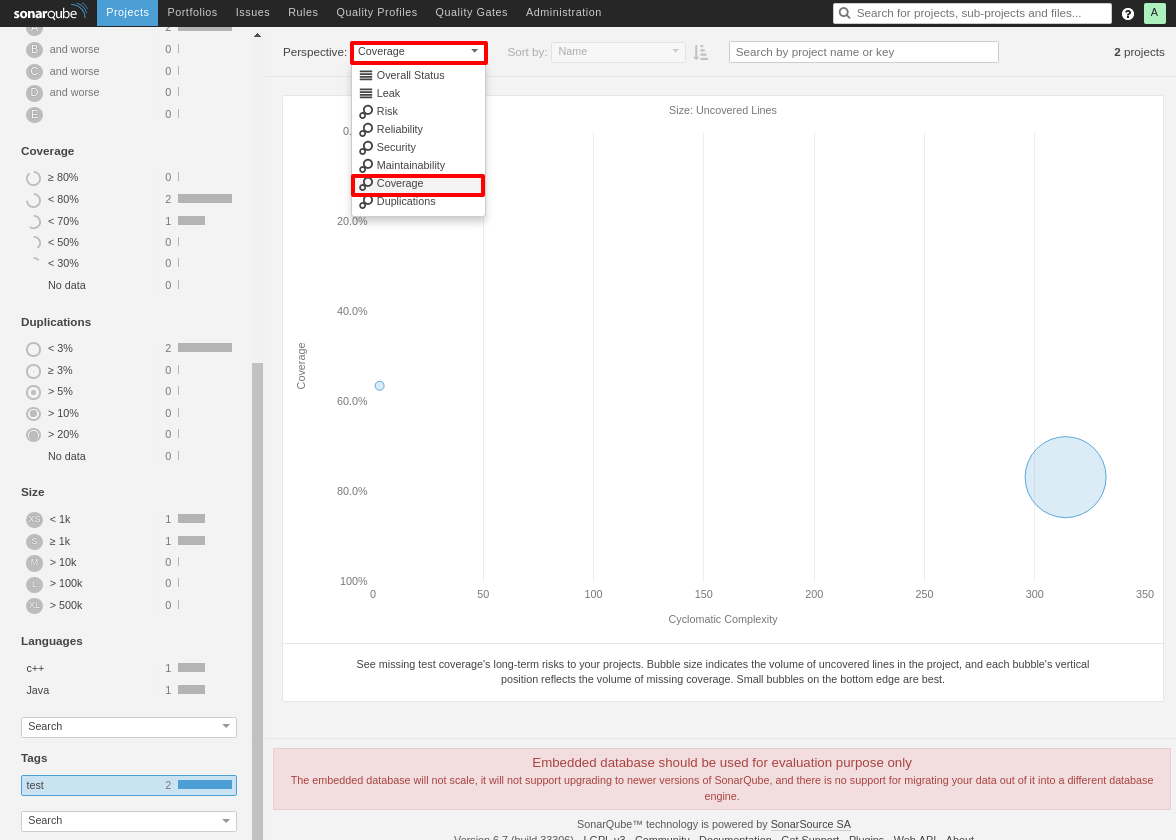 sonarqube Projects Portfolios Issues Rules Quality Profiles Quality Gates Administration Search for projects, sub-projects and files... ? A
A 2
B and worse 0
C and worse 0
D and worse 0
E 0
Coverage
≥ 80% 0
< 80% 2
< 70% 1
< 50% 0
< 30% 0
No data 0
Duplications
< 3% 2
≥ 3% 0
> 5% 0
> 10% 0
> 20% 0
No data 0
Size
XS < 1k 1
S ≥ 1k 1
M > 10k 0
L > 100k 0
XL > 500k 0
Languages
c++ 1
Java 1
Search
Tags
test 2
Search
Perspective: Coverage Sort by: Name Search by project name or key 2 projects
Overall Status
Leak
Risk
Reliability
Security
Maintainability
Coverage
Duplications
Size: Uncovered Lines
20.0%
40.0%
Coverage
60.0%
80.0%
100%
0 50 100 150 200 250 300 350
Cyclomatic Complexity
See missing test coverage's long-term risks to your projects. Bubble size indicates the volume of uncovered lines in the project, and each bubble's vertical
position reflects the volume of missing coverage. Small bubbles on the bottom edge are best.
Embedded database should be used for evaluation purpose only
The embedded database will not scale, it will not support upgrading to newer versions of SonarQube, and there is no support for migrating your data out of it into a different database
engine.
SonarQube™ technology is powered by SonarSource SA
Version 6.7 (build 33306) - LGPL v3 - Community - Documentation - Get Support - Plugins - Web API - About